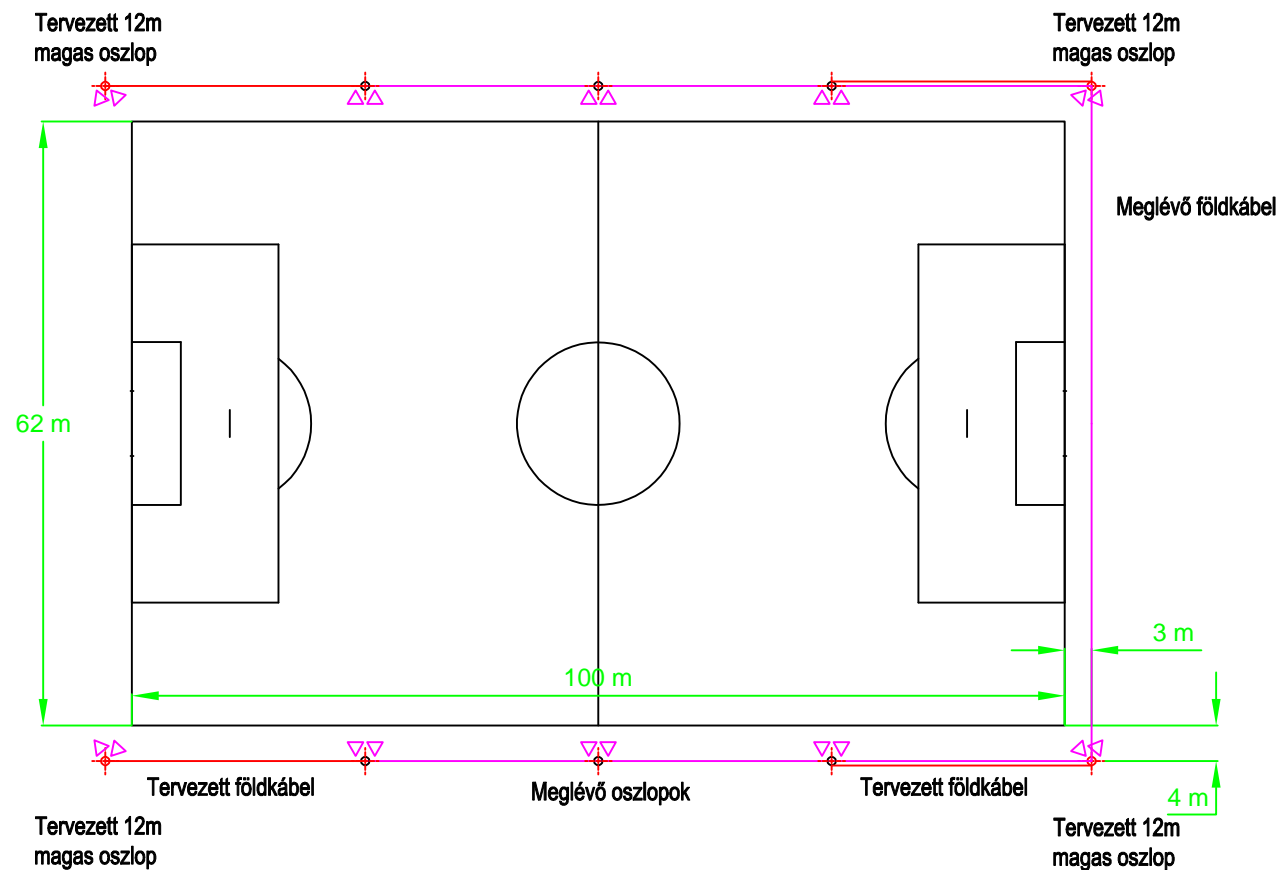 Tervezett 12m
magas oszlop
Tervezett 12m
magas oszlop
Meglévő földkábel
62 m
3 m
100 m
Tervezett földkábel
Meglévő oszlopok
Tervezett földkábel
4 m
Tervezett 12m
magas oszlop
Tervezett 12m
magas oszlop